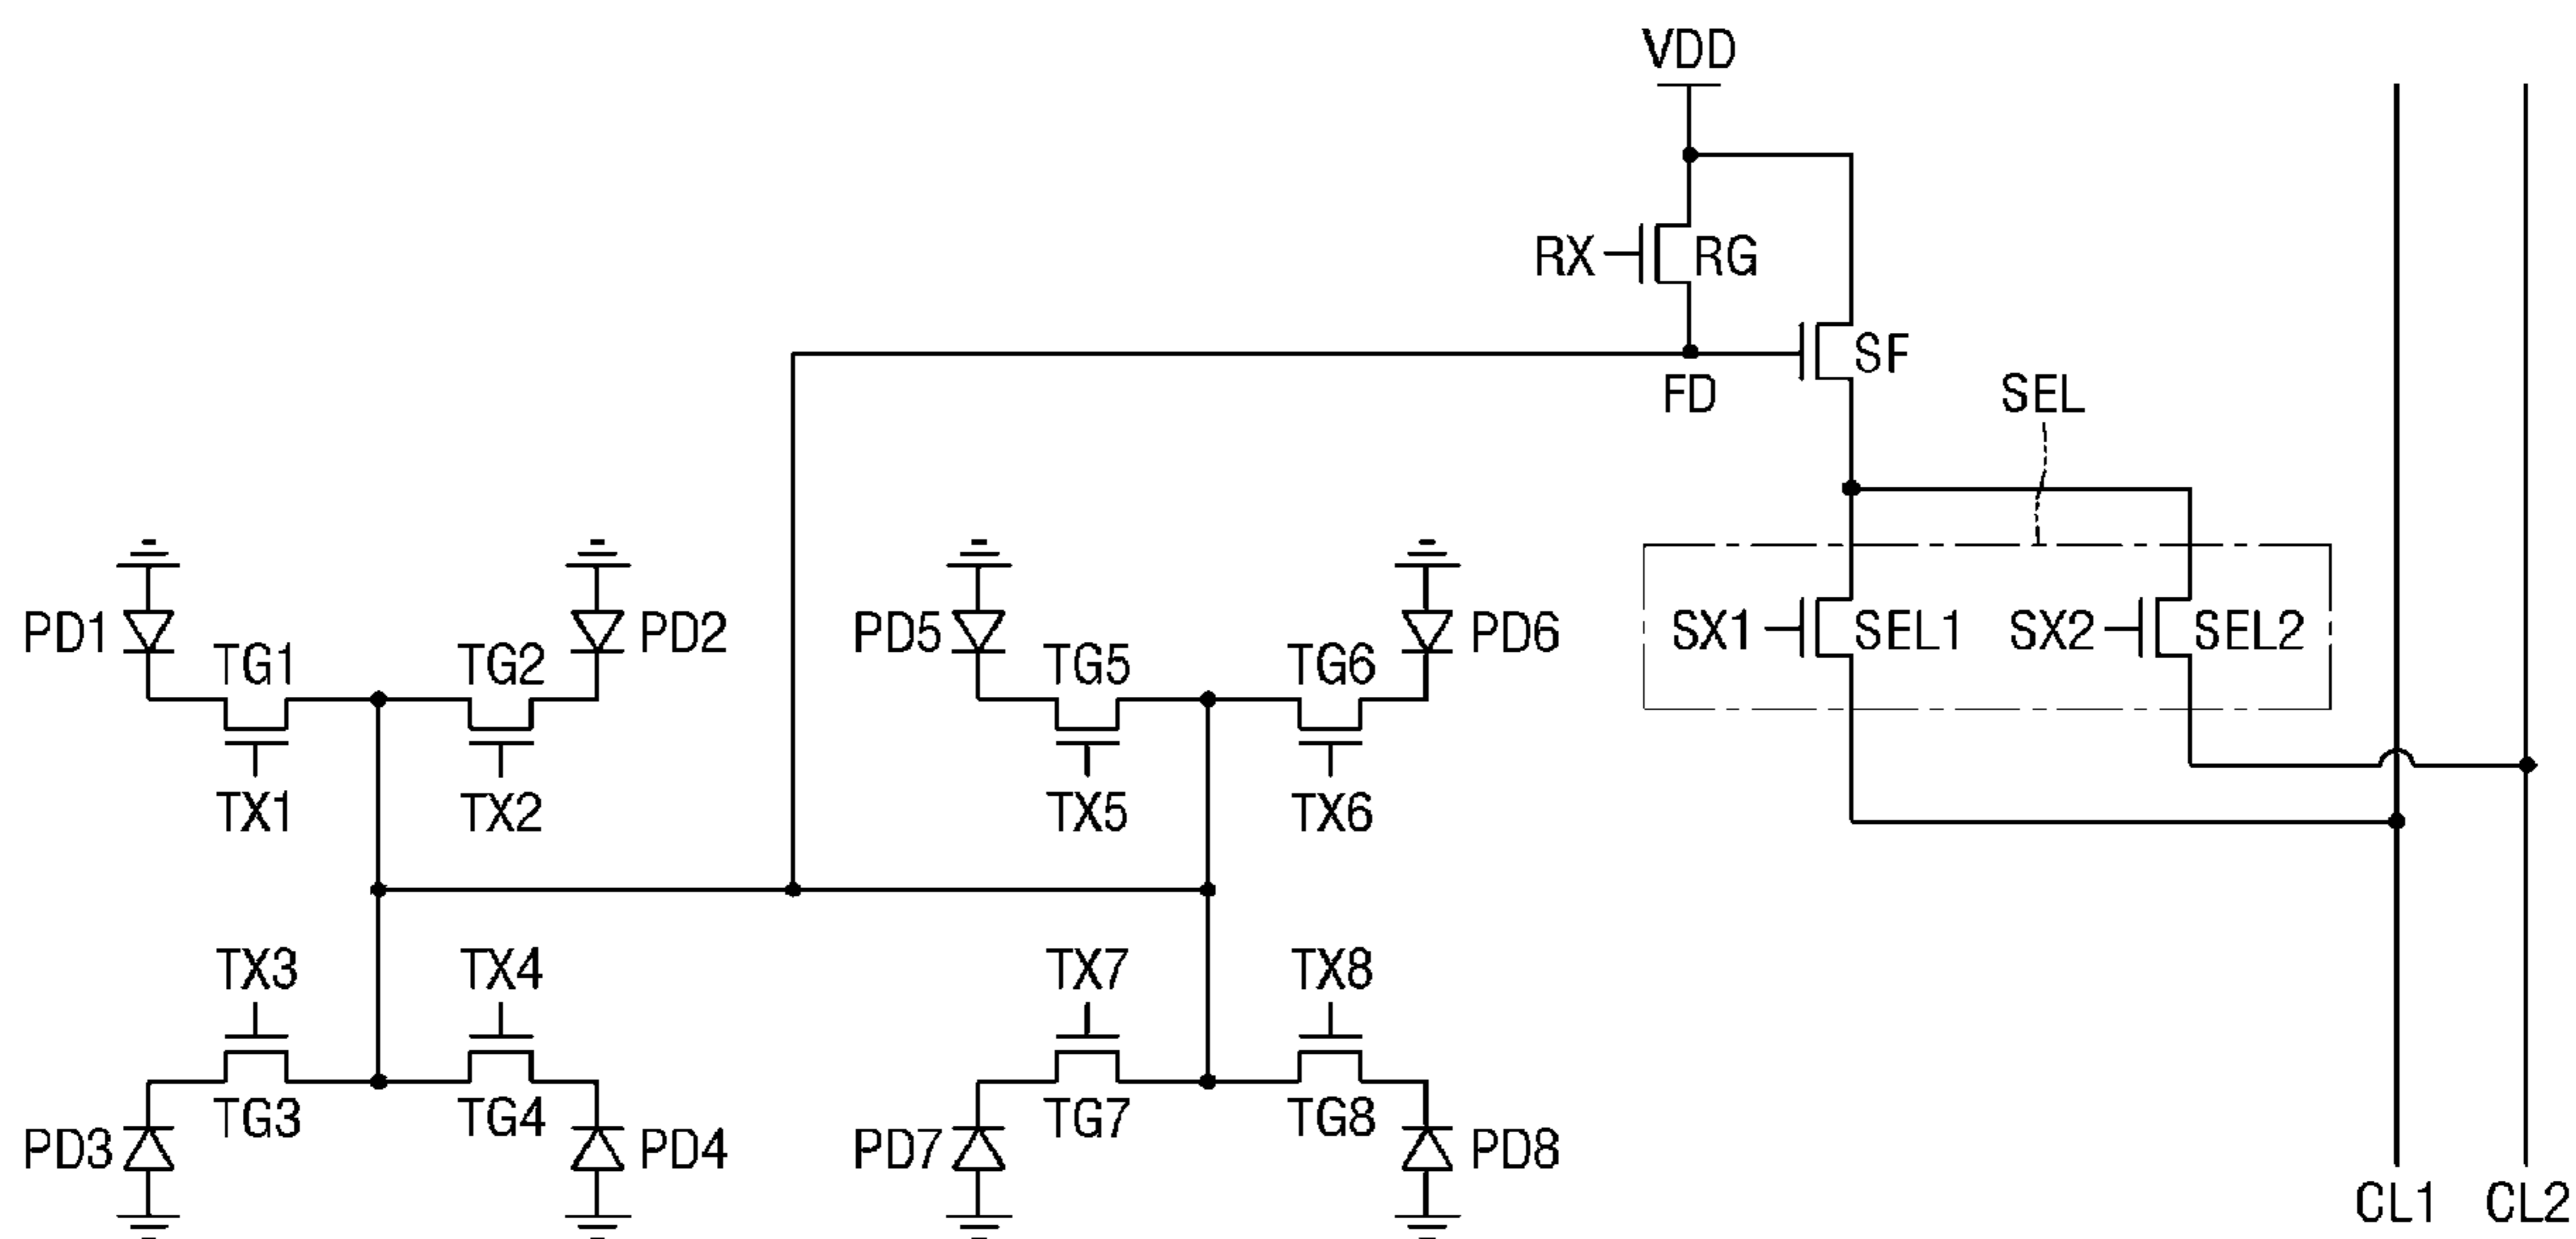 VDD
RX
RG
SF
FD
SEL
PD1
TG1
TG2
PD2
PD5
TG5
TG6
PD6
SX1
SEL1
SX2
SEL2
TX1
TX2
TX5
TX6
TX3
TX4
TX7
TX8
PD3
TG3
TG4
PD4
PD7
TG7
TG8
PD8
CL1
CL2